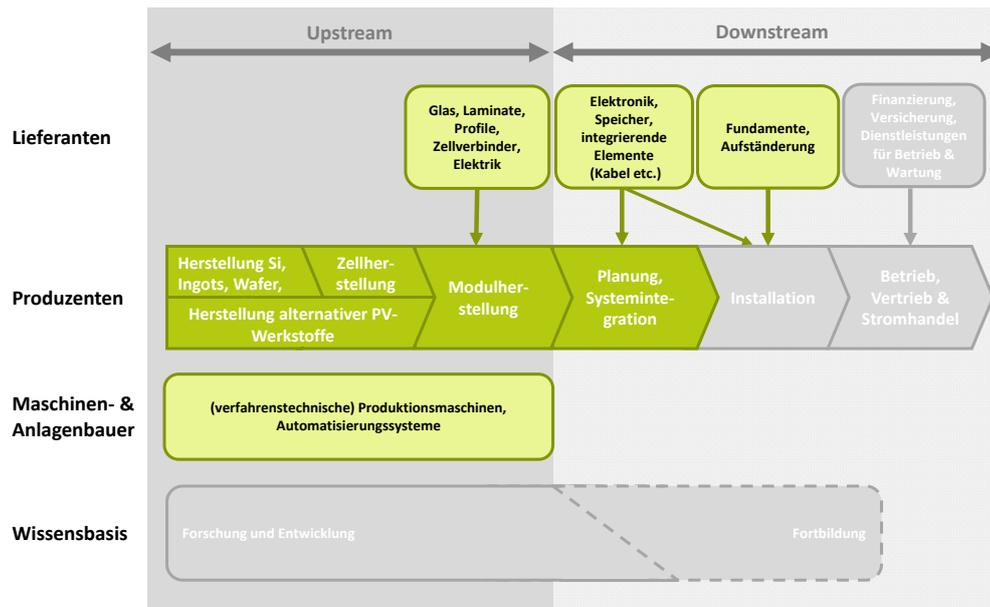 Upstream
Downstream
Lieferanten
Glas, Laminate,
Profile,
Zellverbinder,
Elektrik
Elektronik,
Speicher,
integrierende
Elemente
(Kabel etc.)
Fundamente,
Aufständerung
Finanzierung,
Versicherung,
Dienstleistungen
für Betrieb &
Wartung
Produzenten
Herstellung Si,
Ingots, Wafer,
Zellher-
stellung
Herstellung alternativer PV-
Werkstoffe
Modulher-
stellung
Planung,
Systeminte-
gration
Installation
Betrieb,
Vertrieb &
Stromhandel
Maschinen- &
Anlagenbauer
(verfahrenstechnische) Produktionsmaschinen,
Automatisierungssysteme
Wissensbasis
Forschung und Entwicklung
Fortbildung